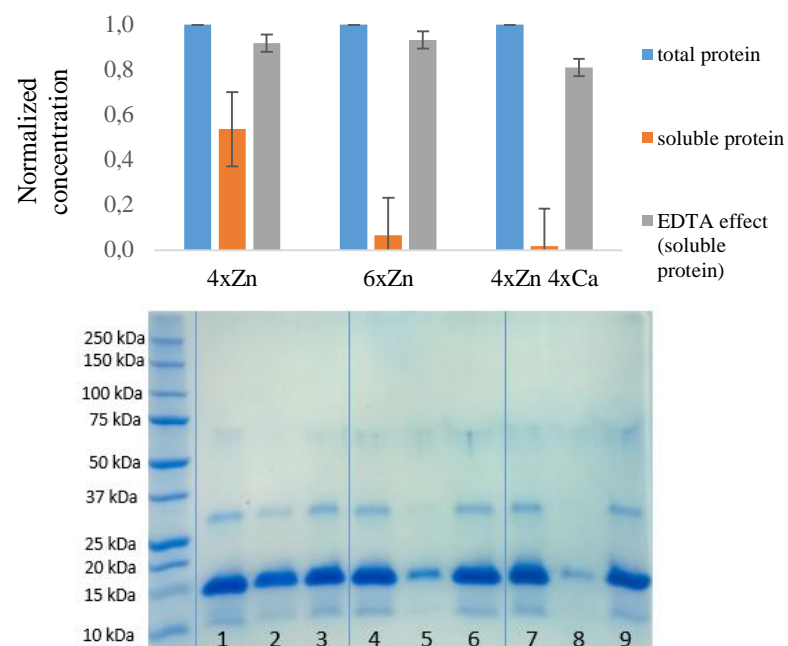 Normalized
concentration
1,0
0,8
0,6
0,4
0,2
0,0
4xZn
6xZn
4xZn 4xCa
total protein
soluble protein
EDTA effect
(soluble
protein)
250 kDa
150 kDa
100 kDa
75 kDa
50 kDa
37 kDa
25 kDa
20 kDa
15 kDa
10 kDa
1 2 3 4 5 6 7 8 9